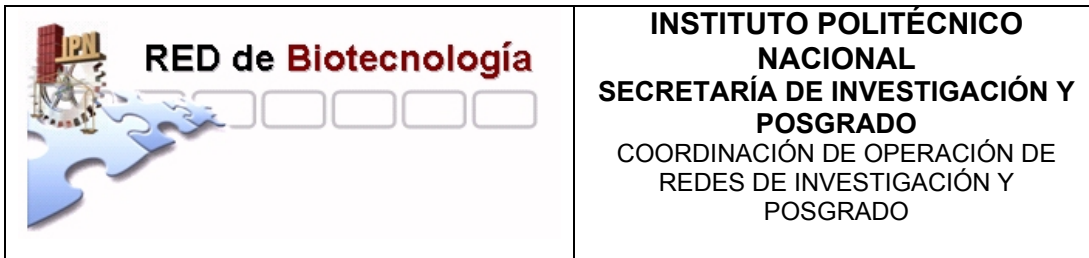 IPN
RED de Biotecnología
INSTITUTO POLITÉCNICO
NACIONAL
SECRETARÍA DE INVESTIGACIÓN Y
POSGRADO
COORDINACIÓN DE OPERACIÓN DE
REDES DE INVESTIGACIÓN Y
POSGRADO